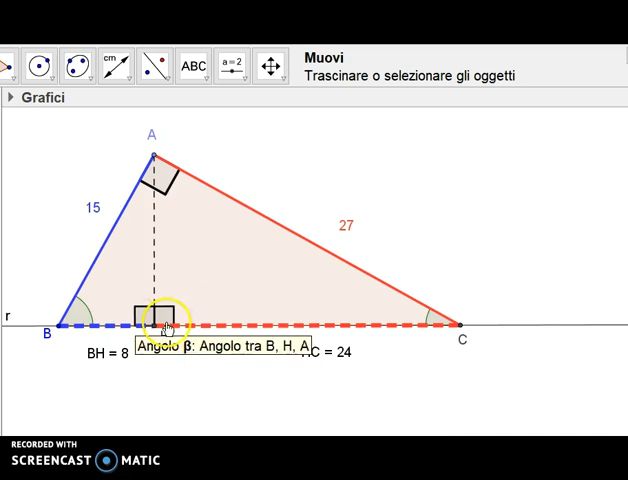 cm
ABC
a = 2
Muovi
Trascinare o selezionare gli oggetti
Grafici
A
15
27
r
B
C
Angolo β: Angolo tra B, H, A
BH = 8
C = 24
RECORDED WITH
SCREENCAST MATIC